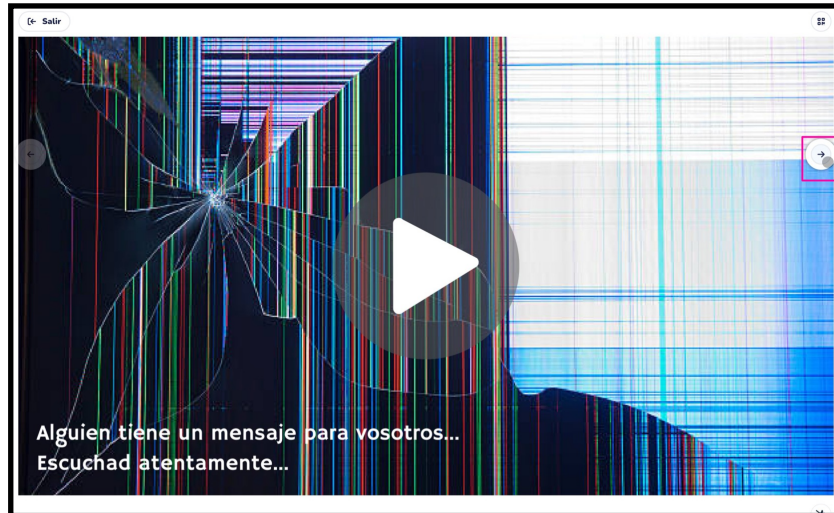 Salir
Alguien tiene un mensaje para vosotros...
Escuchad atentamente...